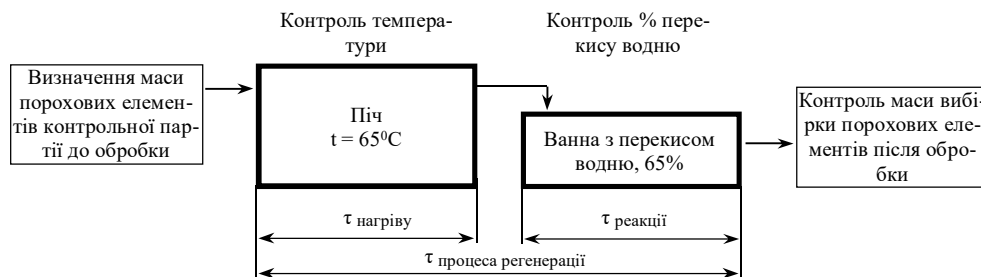 Контроль темпера-
тури
Контроль % пере-
кису водню
Визначення маси
порохових елемен-
тів контрольної пар-
тії до обробки
Піч
t = 65⁰С
Ванна з перекисом
водню, 65%
Контроль маси вибі-
рки порохових еле-
ментів після обро-
бки
τ нагріву
τ реакції
τ процеса регенерації